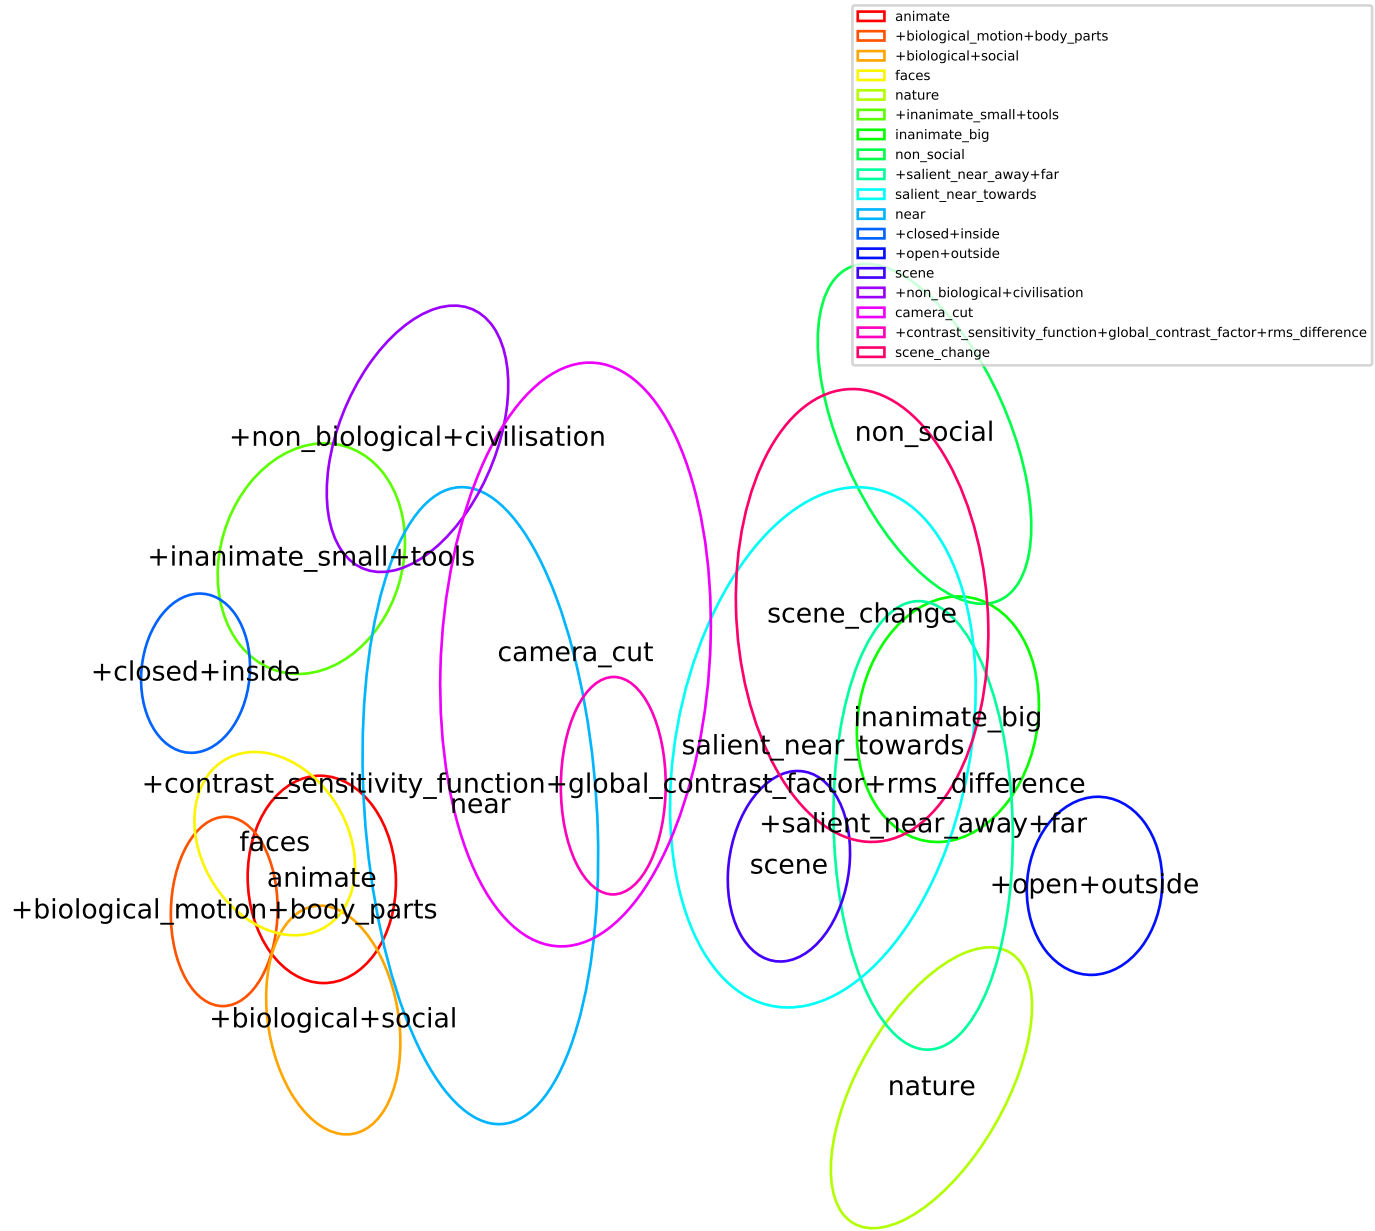 animate
+biological_motion+body_parts
+biological+social
faces
nature
+inanimate_small+tools
inanimate_big
non_social
+salient_near_away+far
salient_near_towards
near
+closed+inside
+open+outside
scene
+non_biological+civilisation
camera_cut
+contrast_sensitivity_function+global_contrast_factor+rms_difference
scene_change
non_social
+non_biological+civilisation
+inanimate_small+tools
scene_change
camera_cut
+closed+inside
inanimate_big
salient_near_towards
+contrast_sensitivity_function+global_contrast_factor+rms_difference
near
+salient_near_away+far
faces
scene
animate
+open+outside
+biological_motion+body_parts
+biological+social
nature